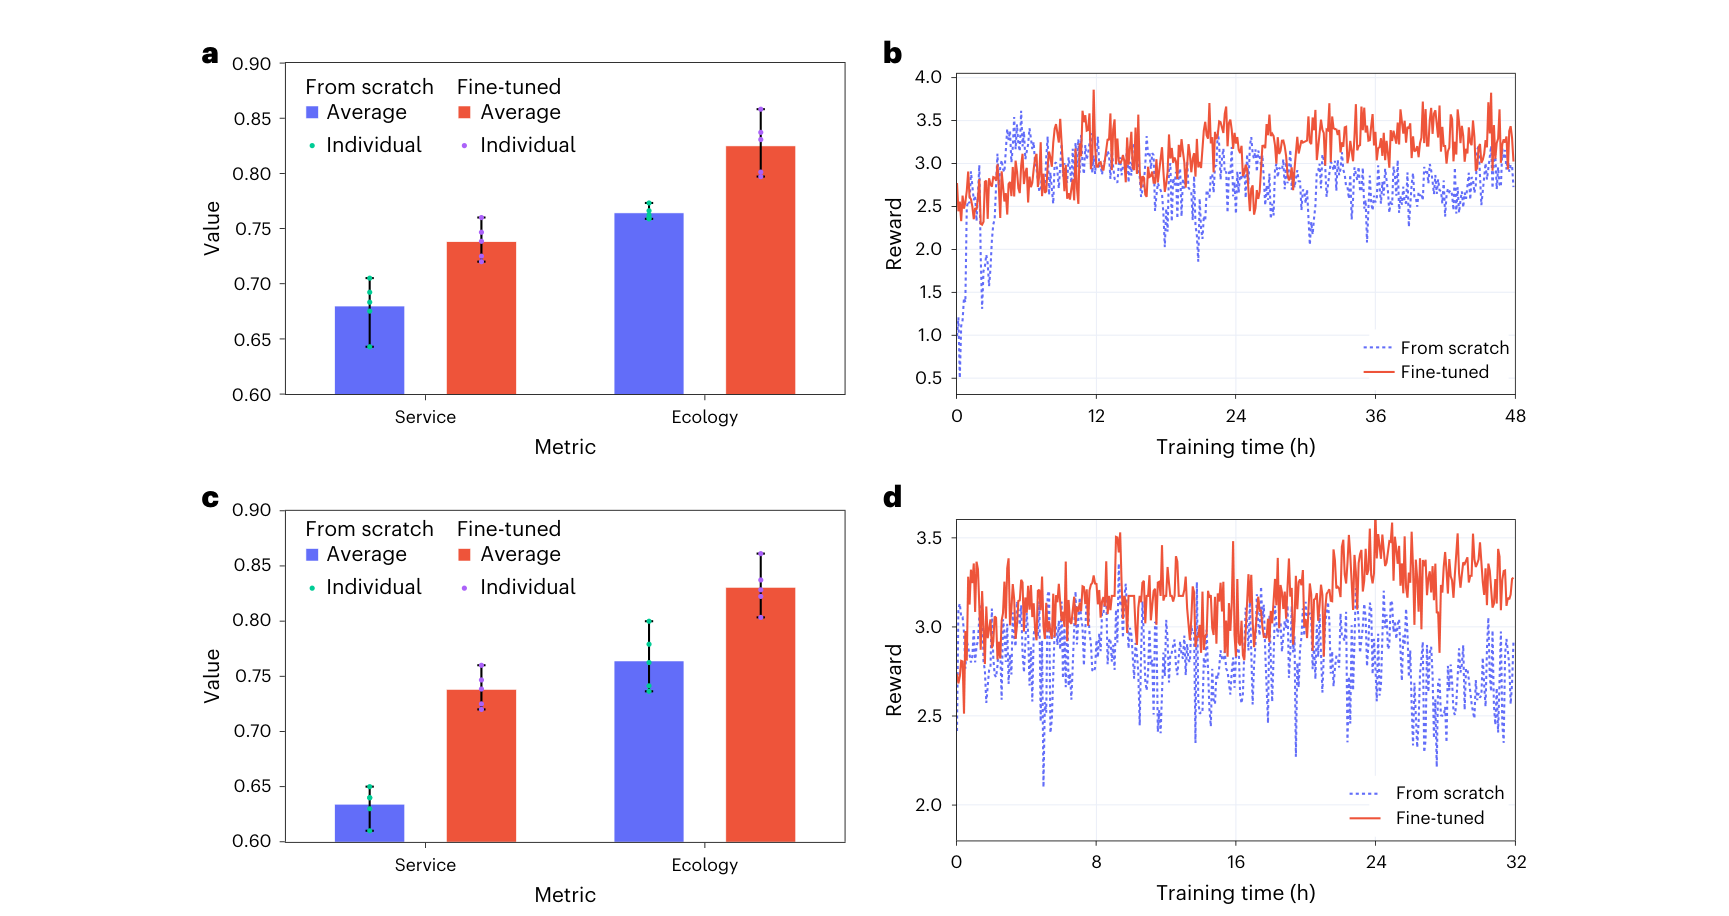 a
0.90
0.85
0.80
0.75
0.70
0.65
0.60
Value
From scratch Fine-tuned
Average Average
Individual Individual
Service Ecology
Metric
b
4.0
3.5
3.0
2.5
2.0
1.5
1.0
0.5
Reward
From scratch
Fine-tuned
0 12 24 36 48
Training time (h)
c
0.90
0.85
0.80
0.75
0.70
0.65
0.60
Value
From scratch Fine-tuned
Average Average
Individual Individual
Service Ecology
Metric
d
3.5
3.0
2.5
2.0
Reward
From scratch
Fine-tuned
0 8 16 24 32
Training time (h)